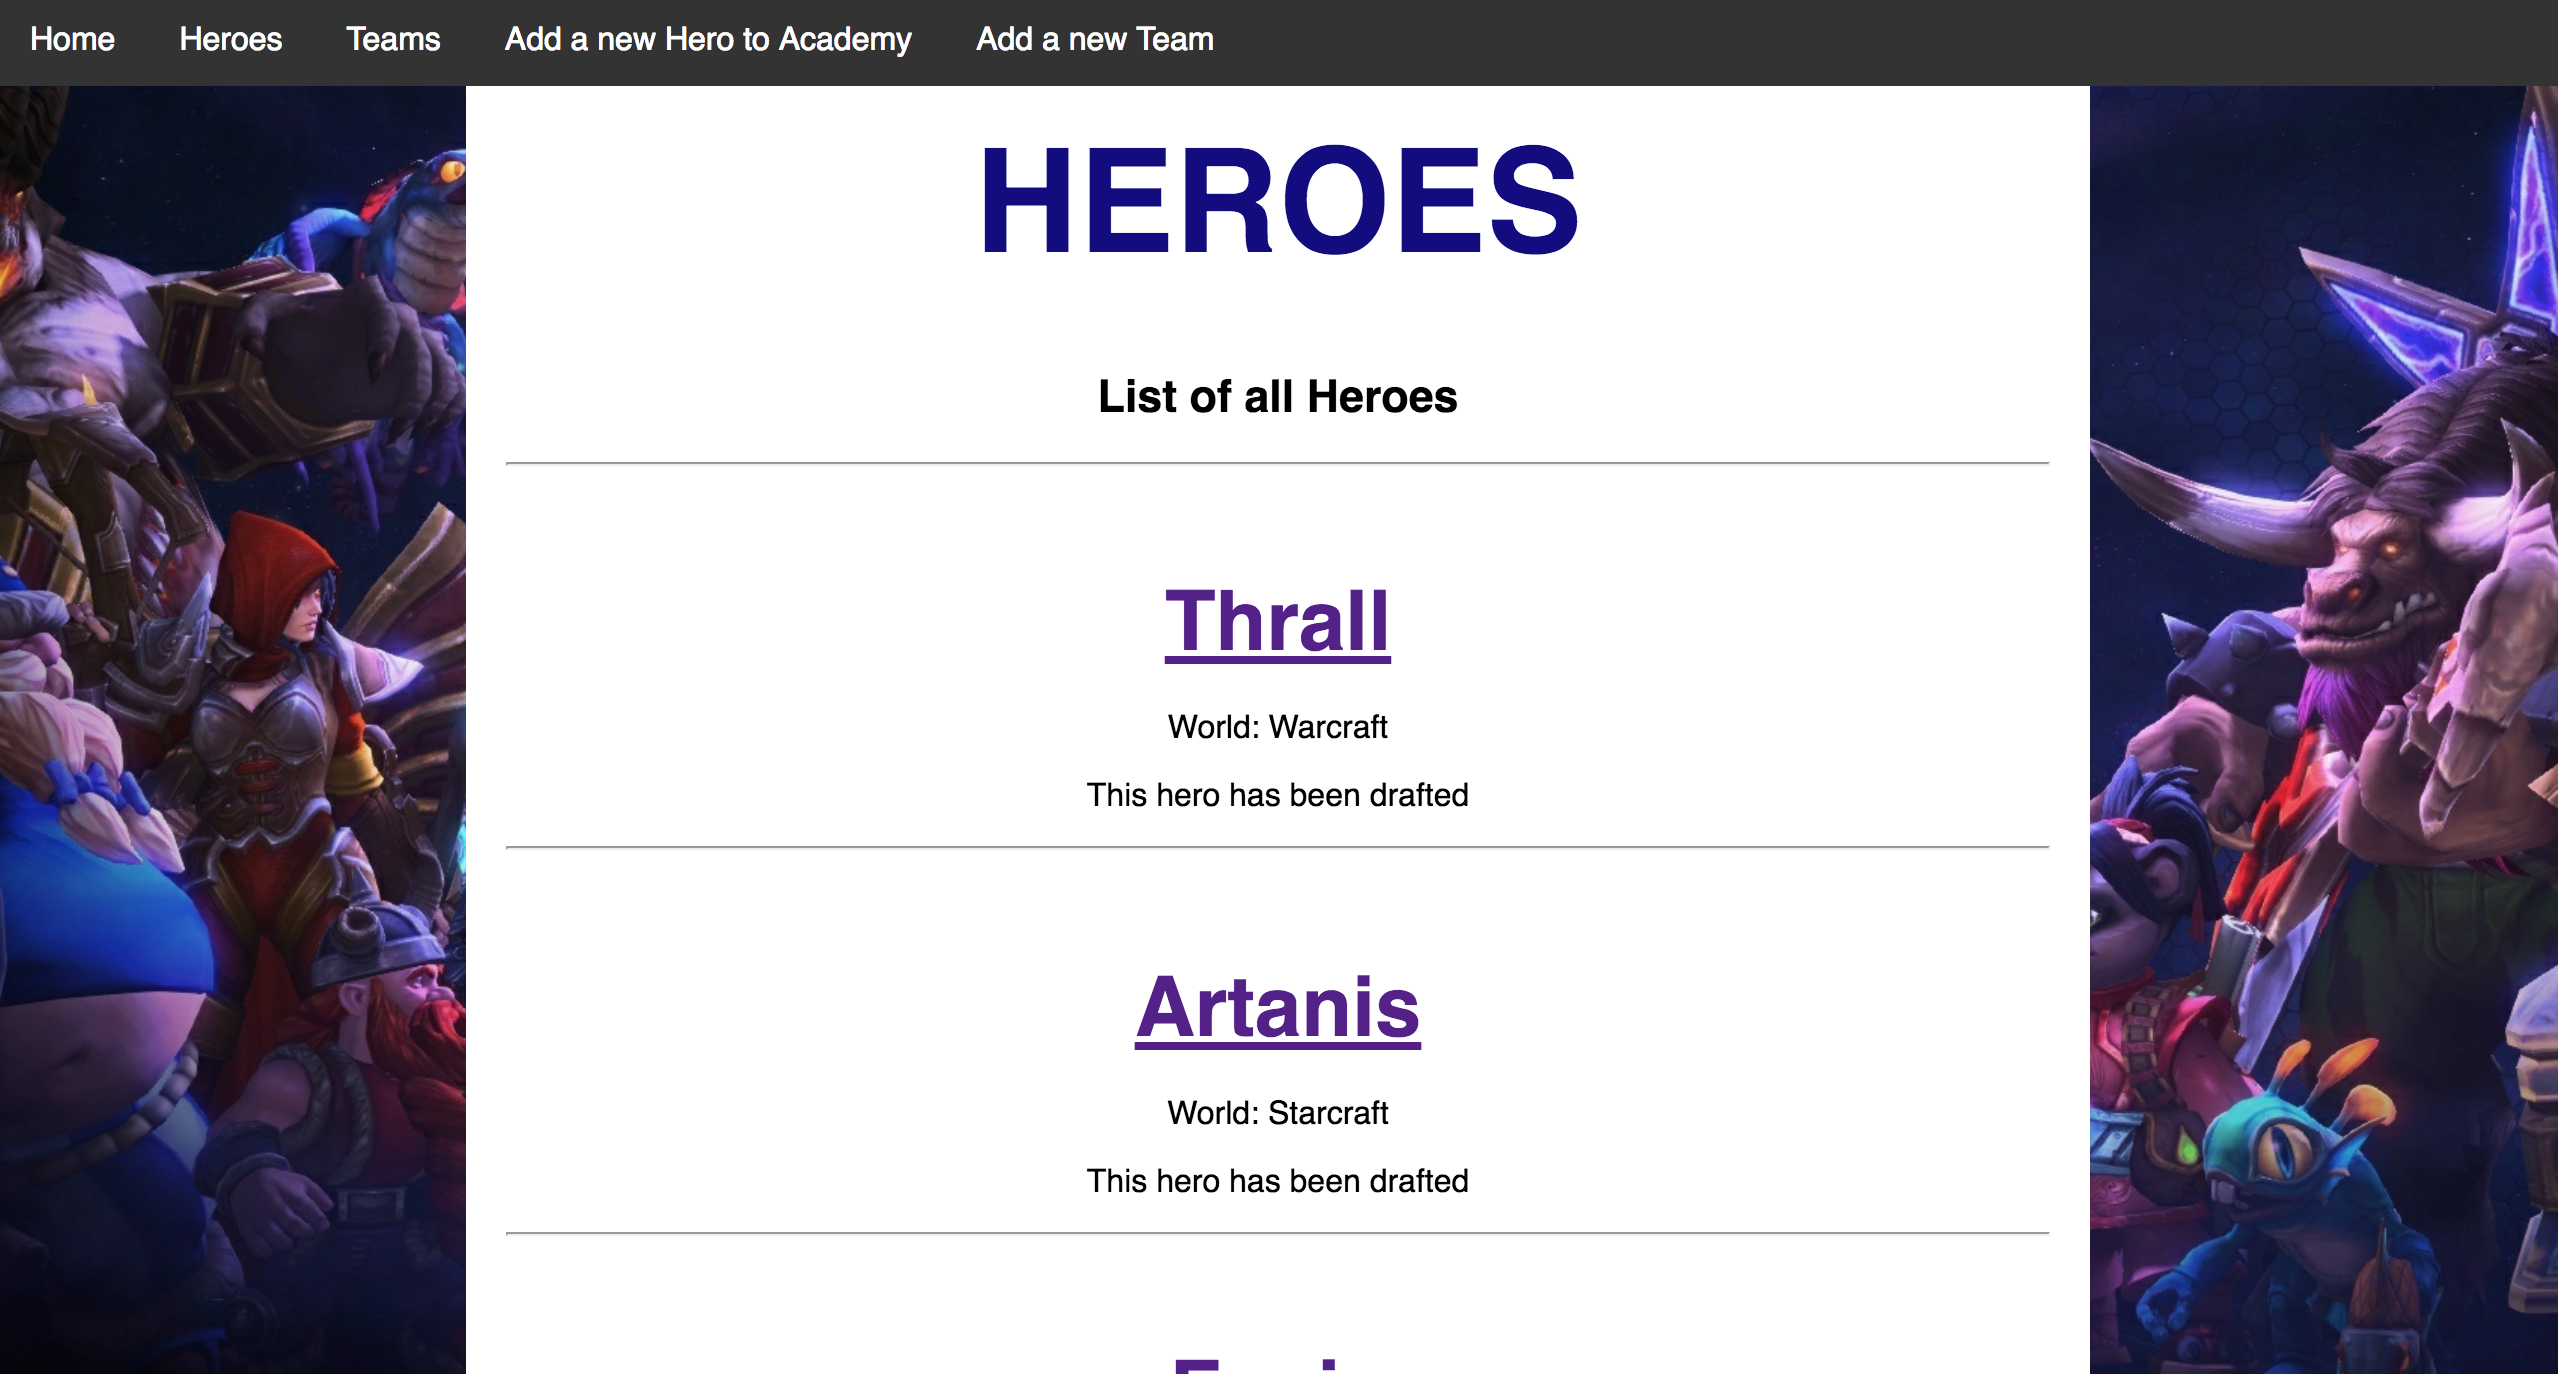 Home Heroes Teams Add a new Hero to Academy Add a new Team
HEROES
List of all Heroes
Thrall
World: Warcraft
This hero has been drafted
Artanis
World: Starcraft
This hero has been drafted